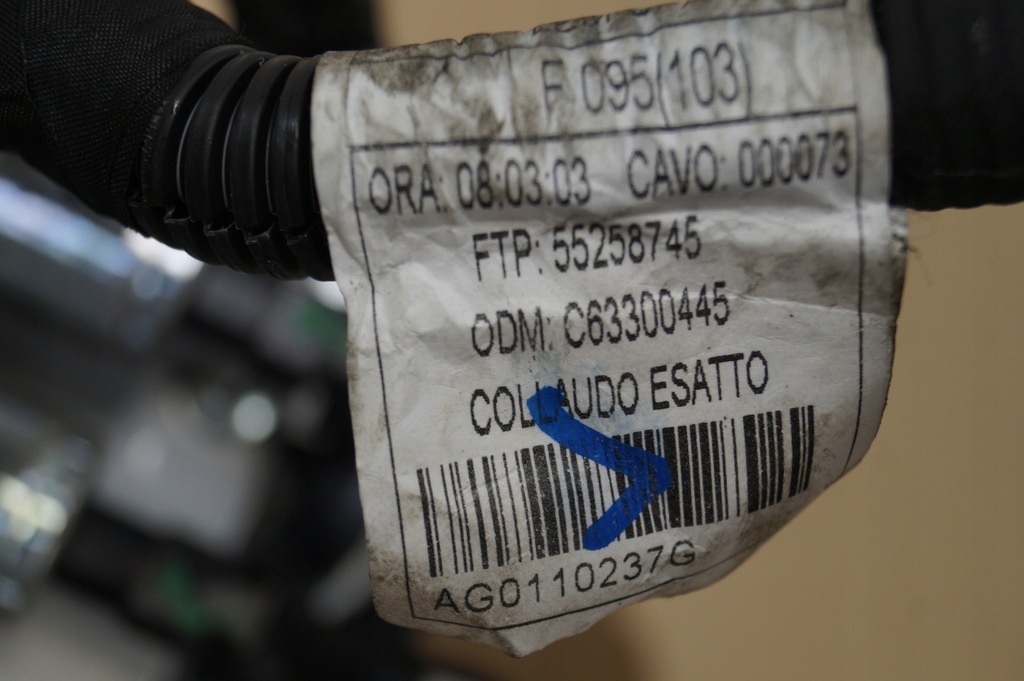 F 095(103)
ORA: 08:03:03 CAVO: 000073
FTP: 55258745
ODM: C63300445
COLLAUDO ESATTO
AG0110237G